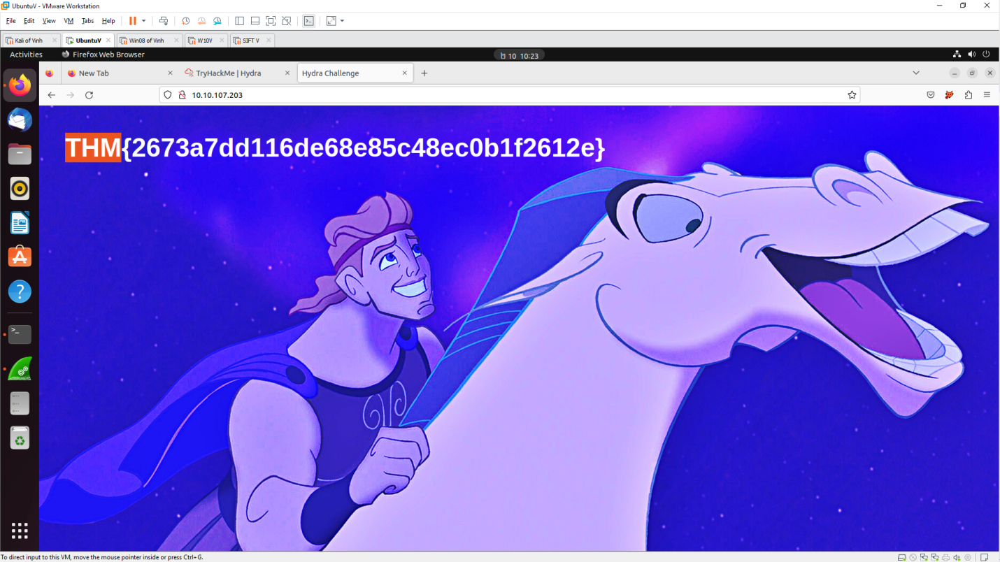 UbuntuV - VMware Workstation
File Edit View VM Tabs Help
Kali of Vinh UbuntuV Win08 of Vinh W10V SIFT V
Activities Firefox Web Browser 10 10:23
New Tab TryHackMe | Hydra Hydra Challenge
10.10.107.203
THM{2673a7dd116de68e85c48ec0b1f2612e}
To direct input to this VM, move the mouse pointer inside or press Ctrl+G.